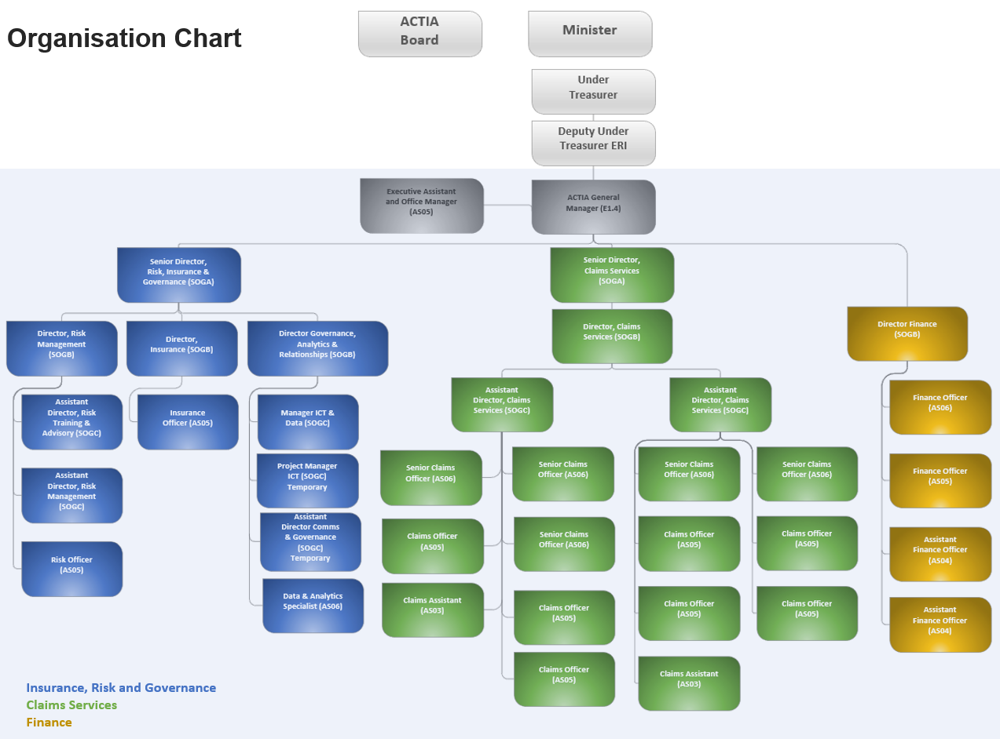 Organisation Chart
ACTIA
Board
Minister
Under
Treasurer
Deputy Under
Treasurer ERI
Executive Assistant
and Office Manager
(AS05)
ACTIA General
Manager (E1.4)
Senior Director,
Risk, Insurance &
Governance (SOGA)
Senior Director,
Claims Services
(SOGA)
Director, Risk
Management
(SOGB)
Director,
Insurance (SOGB)
Director Governance,
Analytics &
Relationships (SOGB)
Director, Claims
Services (SOGB)
Director Finance
(SOGB)
Assistant
Director, Risk
Training &
Advisory (SOGC)
Assistant
Director, Risk
Management
(SOGC)
Risk Officer
(AS05)
Insurance
Officer (AS05)
Manager ICT &
Data (SOGC)
Project Manager
ICT (SOGC)
Temporary
Assistant
Director Comms
& Governance
(SOGC)
Temporary
Data & Analytics
Specialist (AS06)
Assistant
Director, Claims
Services (SOGC)
Senior Claims
Officer (AS06)
Claims Officer
(AS05)
Claims Assistant
(AS03)
Senior Claims
Officer (AS06)
Senior Claims
Officer (AS06)
Claims Officer
(AS05)
Claims Officer
(AS05)
Assistant
Director, Claims
Services (SOGC)
Senior Claims
Officer (AS06)
Claims Officer
(AS05)
Claims Officer
(AS05)
Claims Assistant
(AS03)
Senior Claims
Officer (AS06)
Claims Officer
(AS05)
Claims Officer
(AS05)
Finance Officer
(AS06)
Finance Officer
(AS05)
Assistant
Finance Officer
(AS04)
Assistant
Finance Officer
(AS04)
Insurance, Risk and Governance
Claims Services
Finance